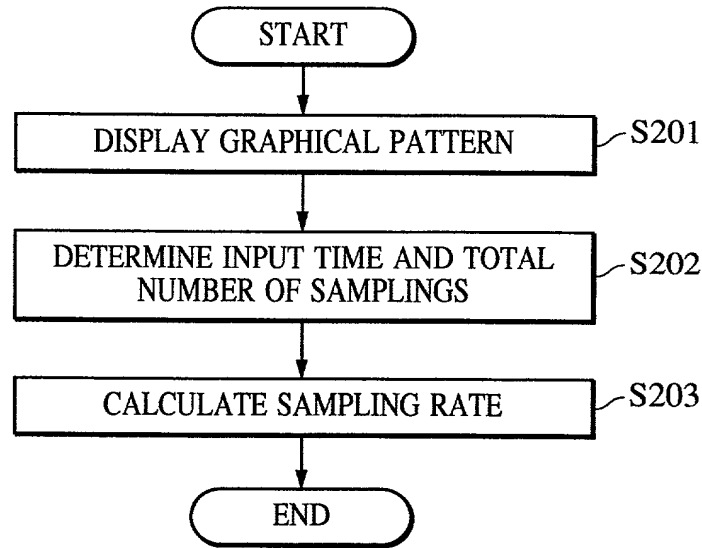 START
DISPLAY GRAPHICAL PATTERN
S201
DETERMINE INPUT TIME AND TOTAL
NUMBER OF SAMPLINGS
S202
CALCULATE SAMPLING RATE
S203
END